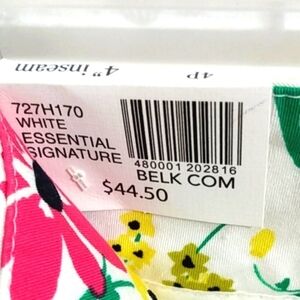 4" inseam 4P
727H170
WHITE
ESSENTIAL
SIGNATURE
480001 202816
BELK COM
$44.50